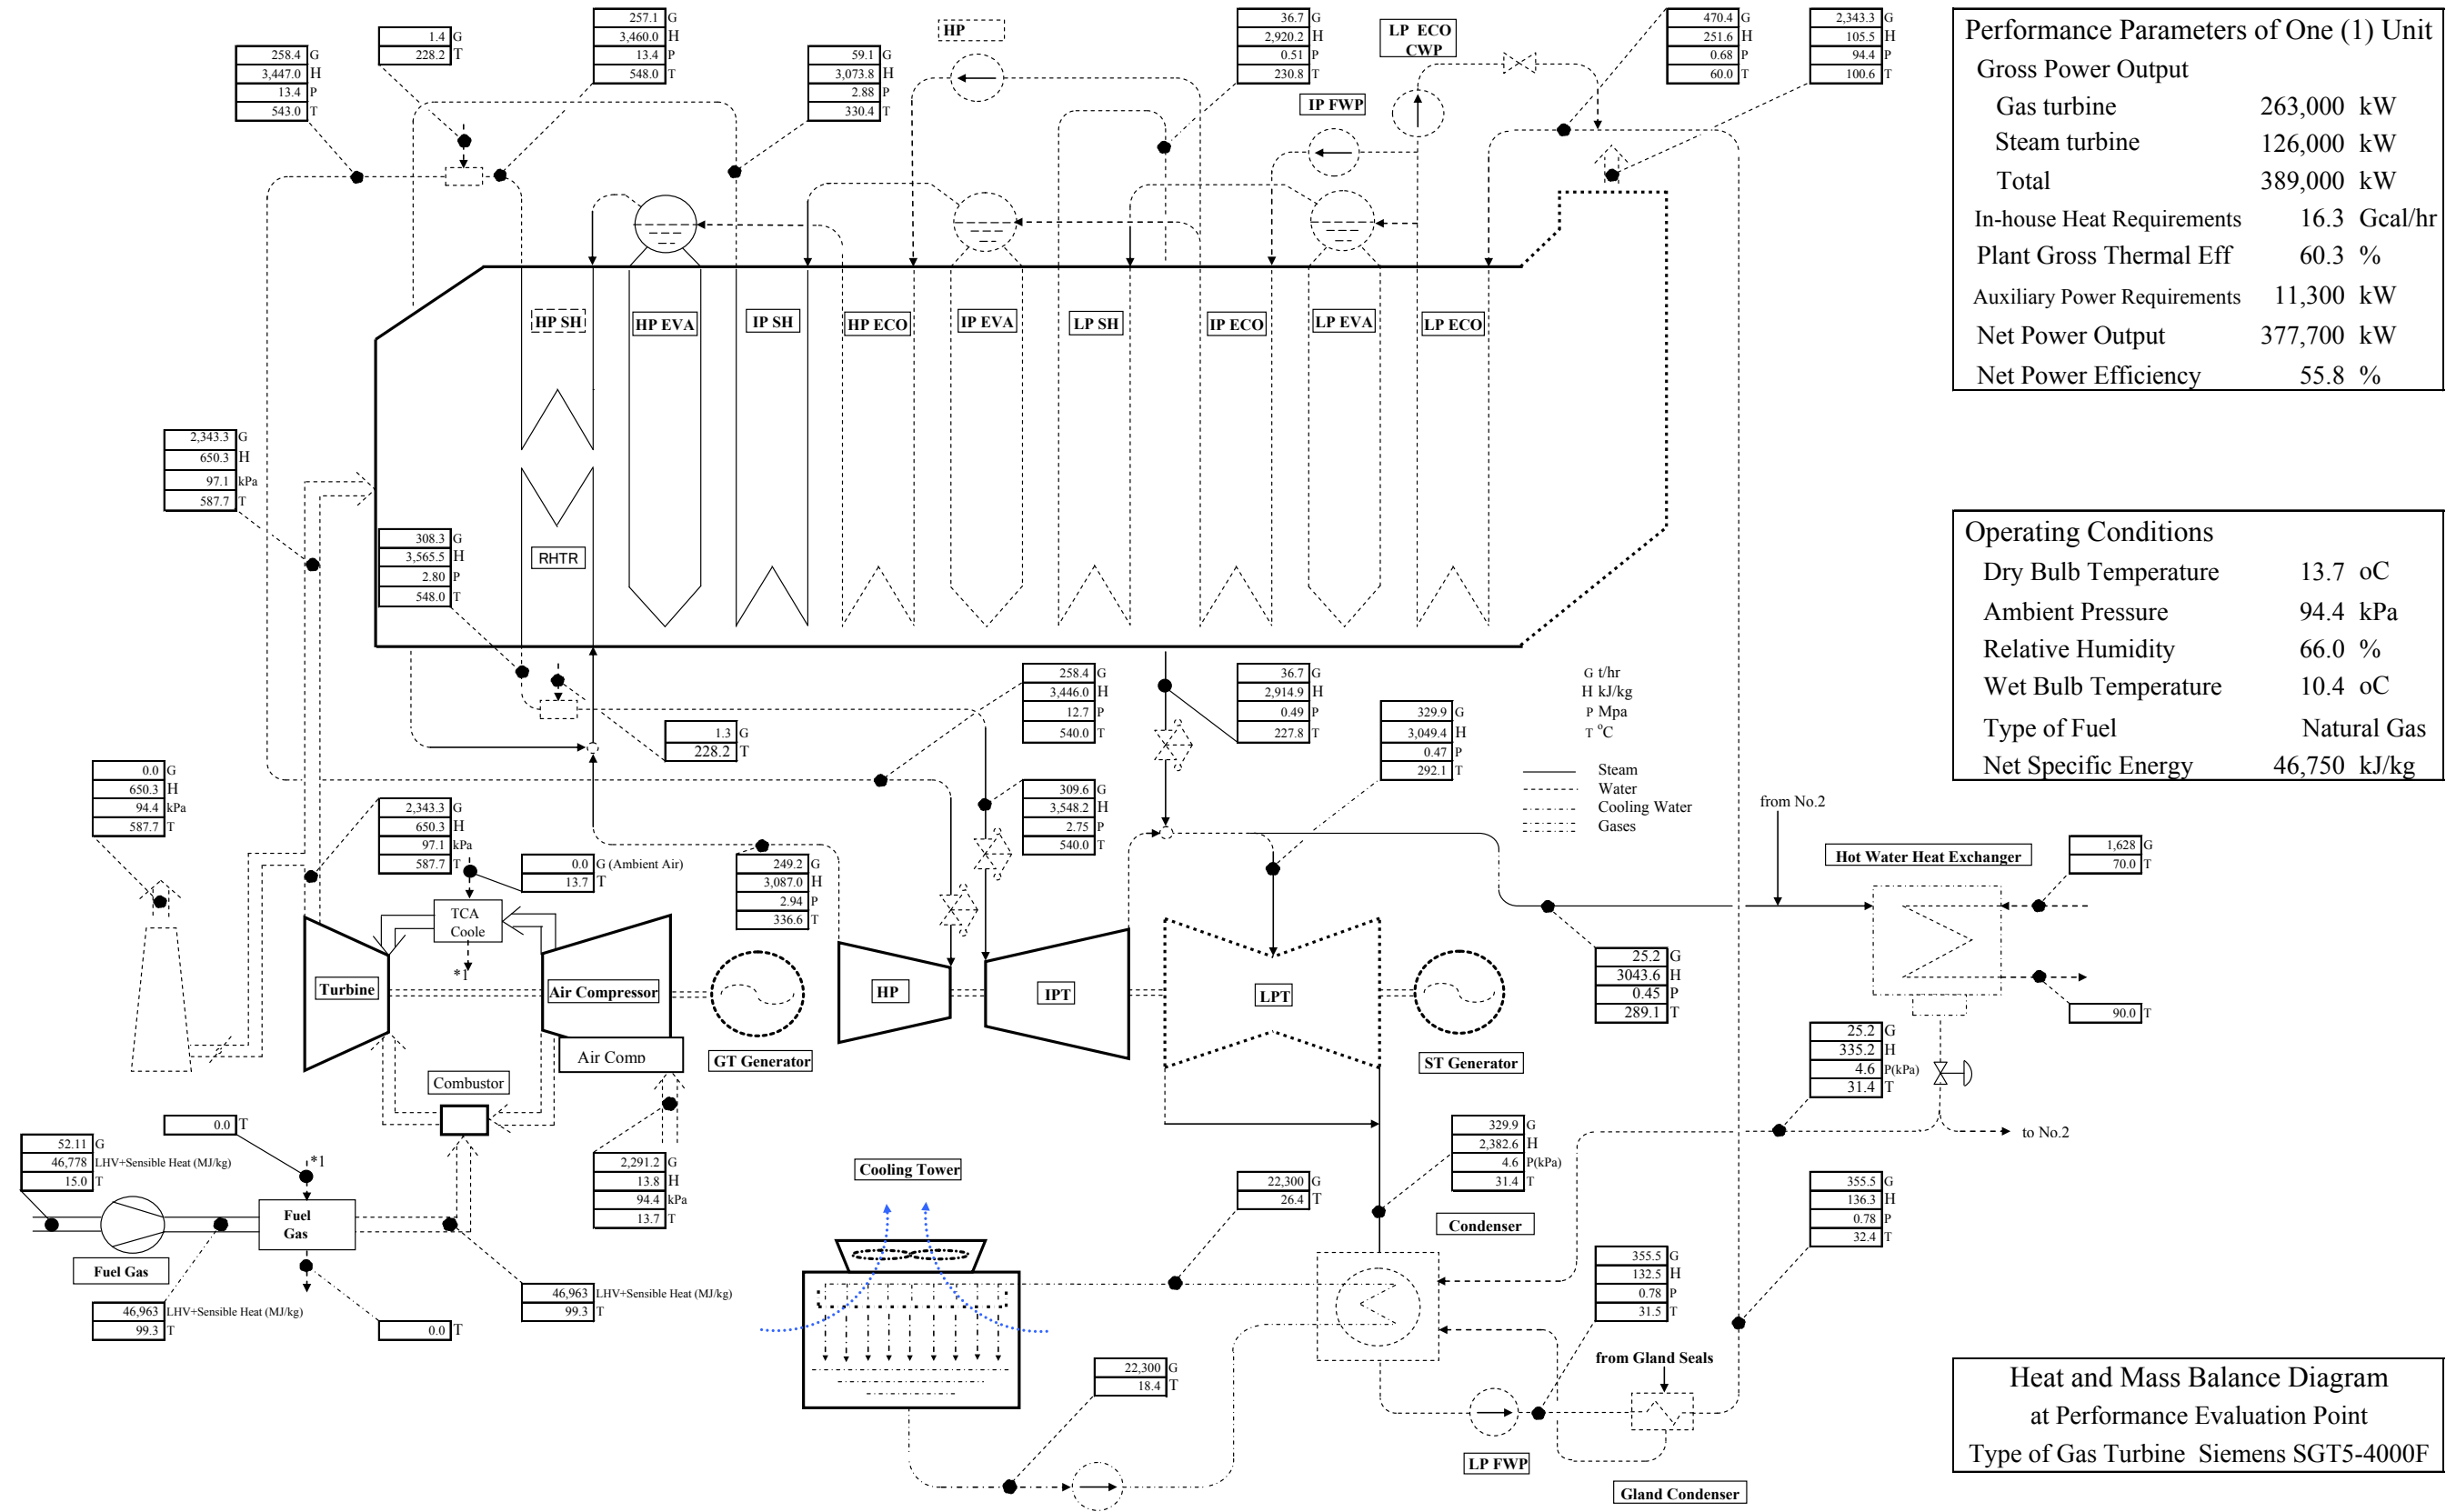 257.1 G
3,460.0 H
13.4 P
548.0 T
36.7 G
2,920.2 H
0.51 P
230.8 T
470.4 G
251.6 H
0.68 P
60.0 T
2,343.3 G
105.5 H
94.4 P
100.6 T
1.4 G
228.2 T
258.4 G
3,447.0 H
13.4 P
543.0 T
59.1 G
3,073.8 H
2.88 P
330.4 T
HP
LP ECO
CWP
IP FWP
Performance Parameters of One (1) Unit
Gross Power Output
Gas turbine 263,000 kW
Steam turbine 126,000 kW
Total 389,000 kW
In-house Heat Requirements 16.3 Gcal/hr
Plant Gross Thermal Eff 60.3 %
Auxiliary Power Requirements 11,300 kW
Net Power Output 377,700 kW
Net Power Efficiency 55.8 %
HP SH
HP EVA
IP SH
HP ECO
IP EVA
LP SH
IP ECO
LP EVA
LP ECO
2,343.3 G
650.3 H
97.1 kPa
587.7 T
308.3 G
3,565.5 H
2.80 P
548.0 T
RHTR
Operating Conditions
Dry Bulb Temperature 13.7 oC
Ambient Pressure 94.4 kPa
Relative Humidity 66.0 %
Wet Bulb Temperature 10.4 oC
Type of Fuel Natural Gas
Net Specific Energy 46,750 kJ/kg
258.4 G
3,446.0 H
12.7 P
540.0 T
36.7 G
2,914.9 H
0.49 P
227.8 T
329.9 G
3,049.4 H
0.47 P
292.1 T
G t/hr
H kJ/kg
P Mpa
T °C
Steam
Water
Cooling Water
Gases
1.3 G
228.2 T
0.0 G
650.3 H
94.4 kPa
587.7 T
2,343.3 G
650.3 H
97.1 kPa
587.7 T
0.0 G (Ambient Air)
13.7 T
249.2 G
3,087.0 H
2.94 P
336.6 T
309.6 G
3,548.2 H
2.75 P
540.0 T
from No.2
Hot Water Heat Exchanger
1,628 G
70.0 T
90.0 T
TCA
Coole
*1
Turbine
Air Compressor
Air Comp
GT Generator
HP
IPT
LPT
ST Generator
25.2 G
3043.6 H
0.45 P
289.1 T
25.2 G
335.2 H
4.6 P(kPa)
31.4 T
to No.2
Combustor
0.0 T
*1
52.11 G
46,778 LHV+Sensible Heat (MJ/kg)
15.0 T
Fuel
Gas
Fuel Gas
46,963 LHV+Sensible Heat (MJ/kg)
99.3 T
0.0 T
46,963 LHV+Sensible Heat (MJ/kg)
99.3 T
2,291.2 G
13.8 H
94.4 kPa
13.7 T
Cooling Tower
22,300 G
26.4 T
22,300 G
18.4 T
329.9 G
2,382.6 H
4.6 P(kPa)
31.4 T
Condenser
355.5 G
132.5 H
0.78 P
31.5 T
355.5 G
136.3 H
0.78 P
32.4 T
from Gland Seals
LP FWP
Gland Condenser
Heat and Mass Balance Diagram
at Performance Evaluation Point
Type of Gas Turbine Siemens SGT5-4000F